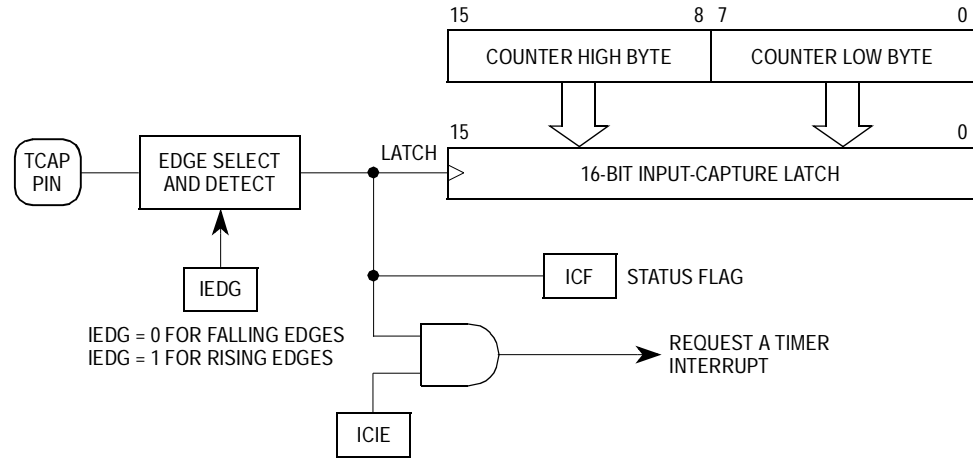 15 8 7 0
COUNTER HIGH BYTE COUNTER LOW BYTE
15 0
TCAP
PIN
EDGE SELECT
AND DETECT
LATCH
16-BIT INPUT-CAPTURE LATCH
IEDG
ICF STATUS FLAG
IEDG = 0 FOR FALLING EDGES
IEDG = 1 FOR RISING EDGES
REQUEST A TIMER
INTERRUPT
ICIE